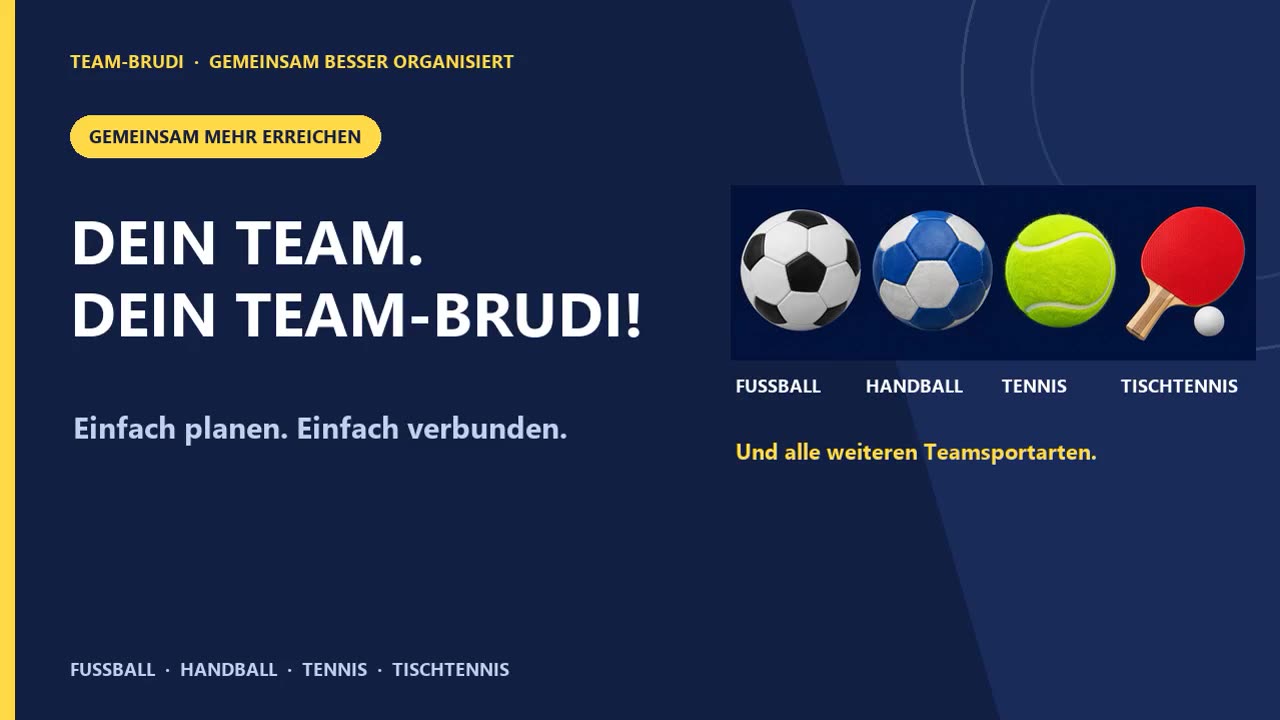 TEAM-BRUDI · GEMEINSAM BESSER ORGANISIERT
GEMEINSAM MEHR ERREICHEN
DEIN TEAM.
DEIN TEAM-BRUDI!
Einfach planen. Einfach verbunden.
FUSSBALL HANDBALL TENNIS TISCHTENNIS
Und alle weiteren Teamsportarten.
FUSSBALL · HANDBALL · TENNIS · TISCHTENNIS